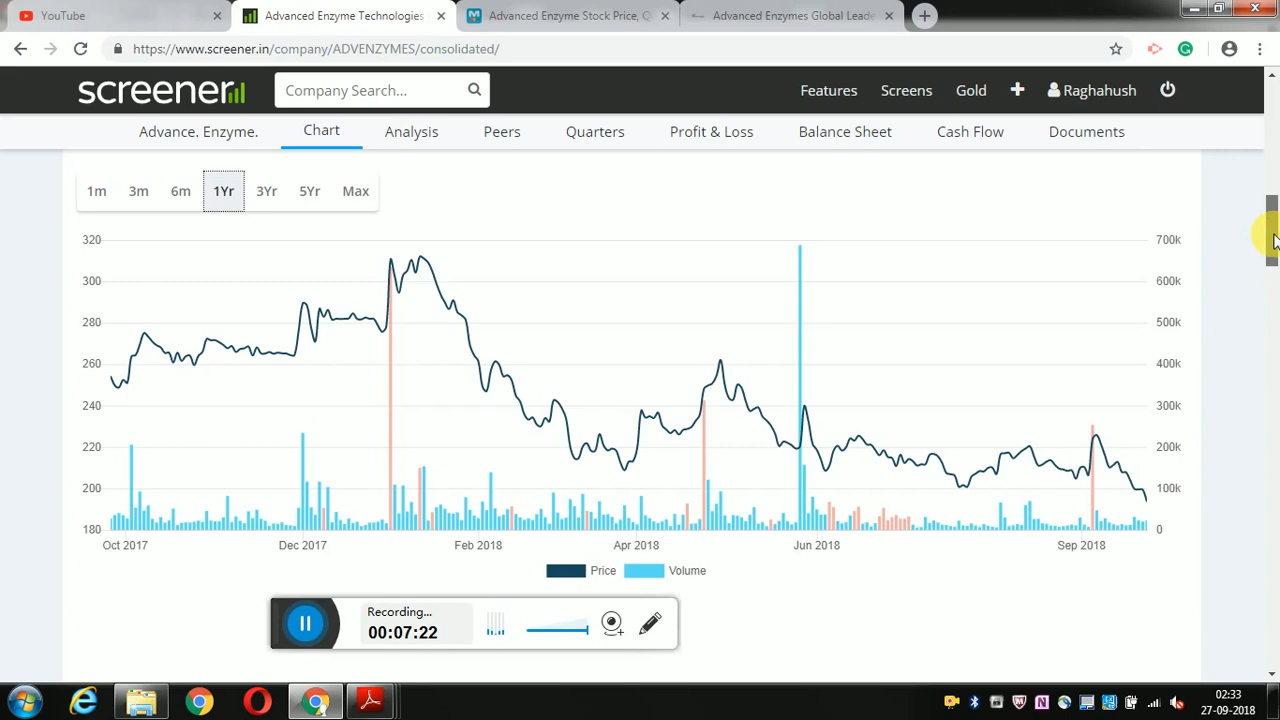 YouTube
Advanced Enzyme Technologies
Advanced Enzyme Stock Price, Q
Advanced Enzymes Global Leade
https://www.screener.in/company/ADVENZYMES/consolidated/
screener
Company Search...
Features
Screens
Gold
Raghahush
Advance. Enzyme.
Chart
Analysis
Peers
Quarters
Profit & Loss
Balance Sheet
Cash Flow
Documents
1m
3m
6m
1Yr
3Yr
5Yr
Max
320
300
280
260
240
220
200
180
700k
600k
500k
400k
300k
200k
100k
0
Oct 2017
Dec 2017
Feb 2018
Apr 2018
Jun 2018
Sep 2018
Price
Volume
Recording...
00:07:22
02:33
27-09-2018